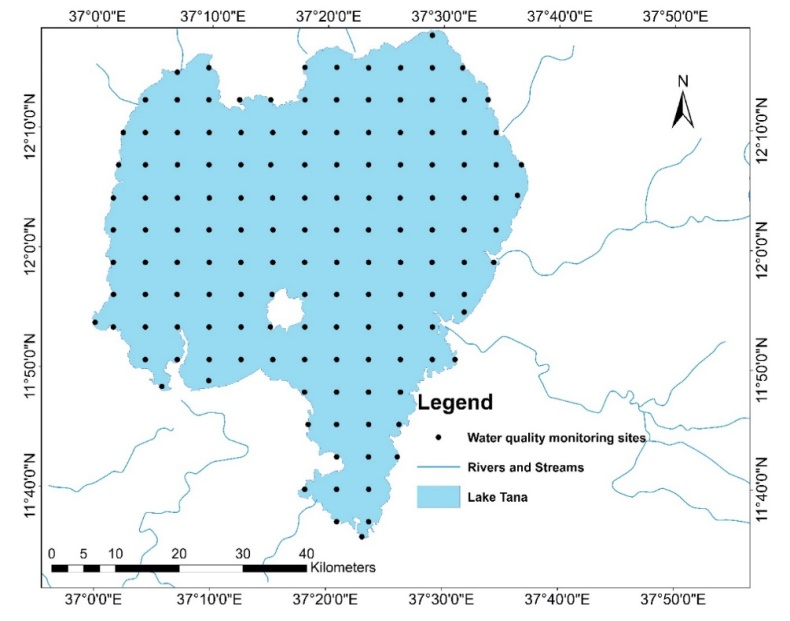 37°0'0"E 37°10'0"E 37°20'0"E 37°30'0"E 37°40'0"E 37°50'0"E
N
12°10'0"N 12°10'0"N
12°0'0"N 12°0'0"N
11°50'0"N 11°50'0"N
Legend
Water quality monitoring sites
Rivers and Streams
11°40'0"N 11°40'0"N
Lake Tana
0 5 10 20 30 40
Kilometers
37°0'0"E 37°10'0"E 37°20'0"E 37°30'0"E 37°40'0"E 37°50'0"E